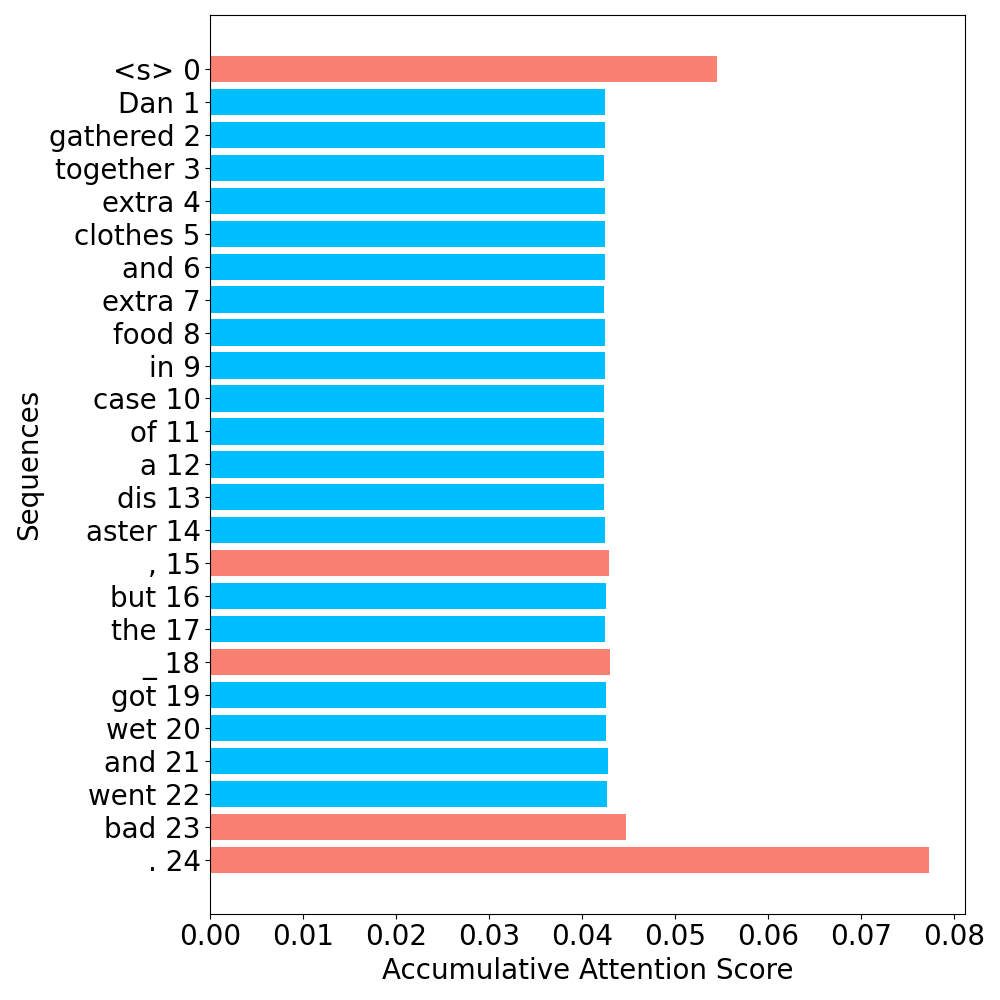 <s> 0
Dan 1
gathered 2
together 3
extra 4
clothes 5
and 6
extra 7
food 8
in 9
case 10
of 11
a 12
dis 13
aster 14
, 15
but 16
the 17
_ 18
got 19
wet 20
and 21
went 22
bad 23
. 24
Sequences
0.00 0.01 0.02 0.03 0.04 0.05 0.06 0.07 0.08
Accumulative Attention Score